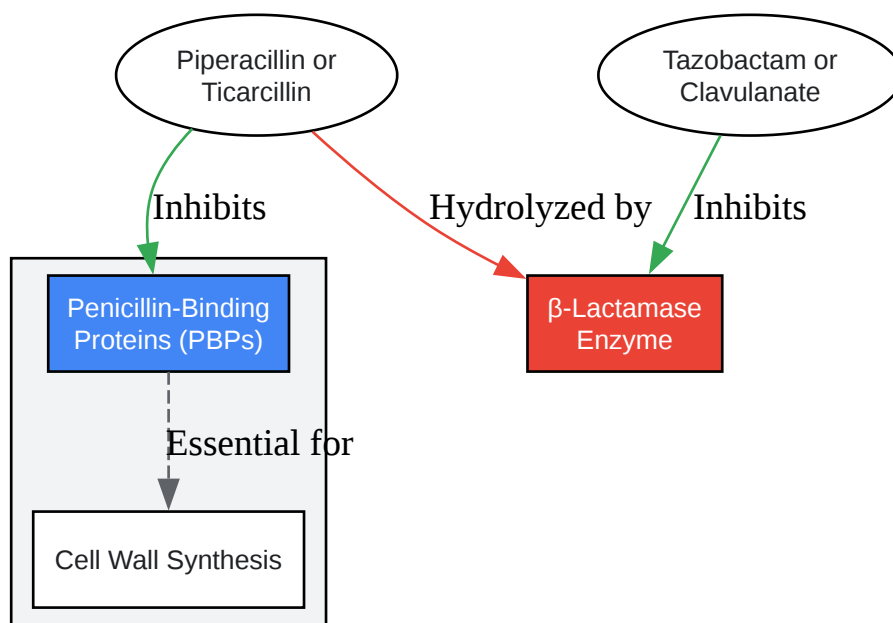 Piperacillin or
Ticarcillin
Tazobactam or
Clavulanate
Inhibits
Hydrolyzed by
Inhibits
Penicillin-Binding
Proteins (PBPs)
β-Lactamase
Enzyme
Essential for
Cell Wall Synthesis